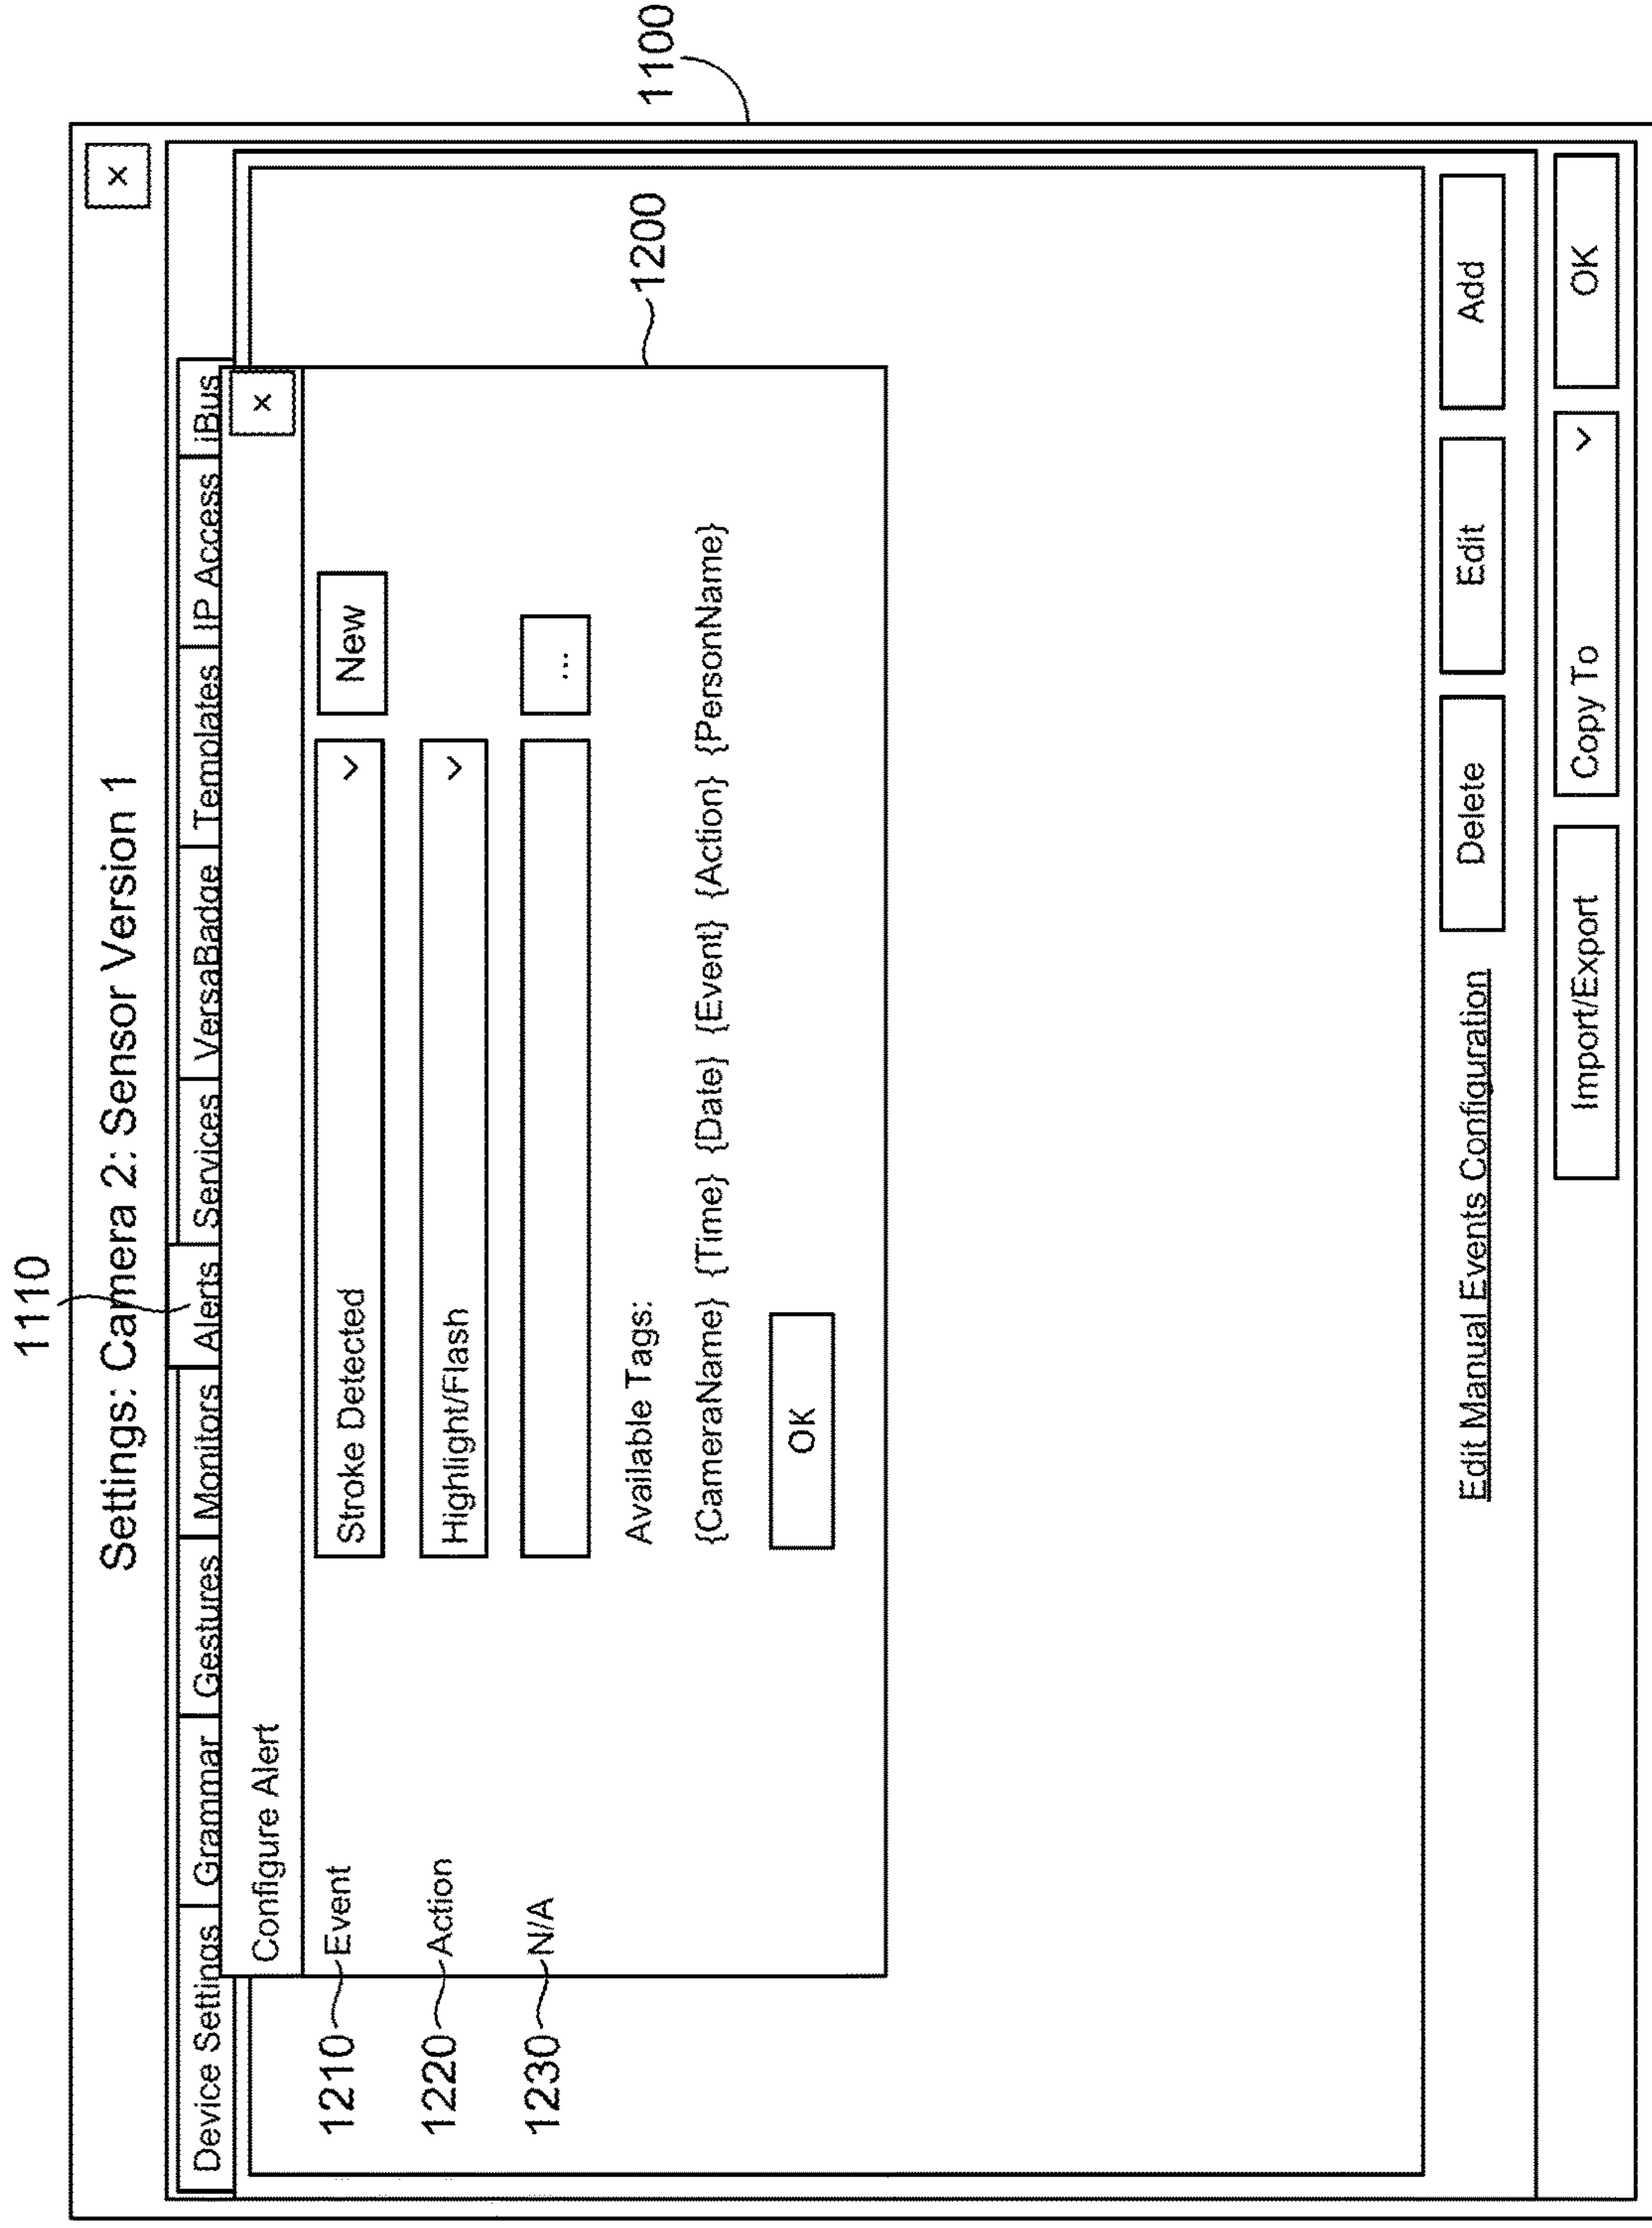 1110
Settings: Camera 2: Sensor Version 1
×
1100
Device Settings Grammar Gestures Monitors Alerts Services VersaBadge Templates IP Access iBus
Configure Alert ×
1210 Event Stroke Detected New
1220 Action Highlight/Flash
1230 N/A ...
1200
Available Tags:
{CameraName} {Time} {Date} {Event} {Action} {PersonName}
OK
Edit Manual Events Configuration Delete Edit Add
Import/Export Copy To OK